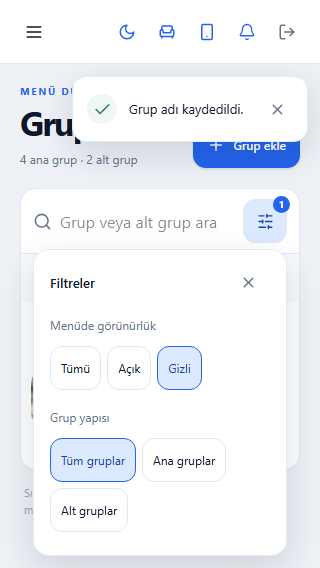 MENÜ
Grup adı kaydedildi.
Grup ekle
4 ana grup · 2 alt grup
Grup veya alt grup ara
1
Filtreler
Menüde görünürlük
Tümü
Açık
Gizli
Grup yapısı
Tüm gruplar
Ana gruplar
Alt gruplar